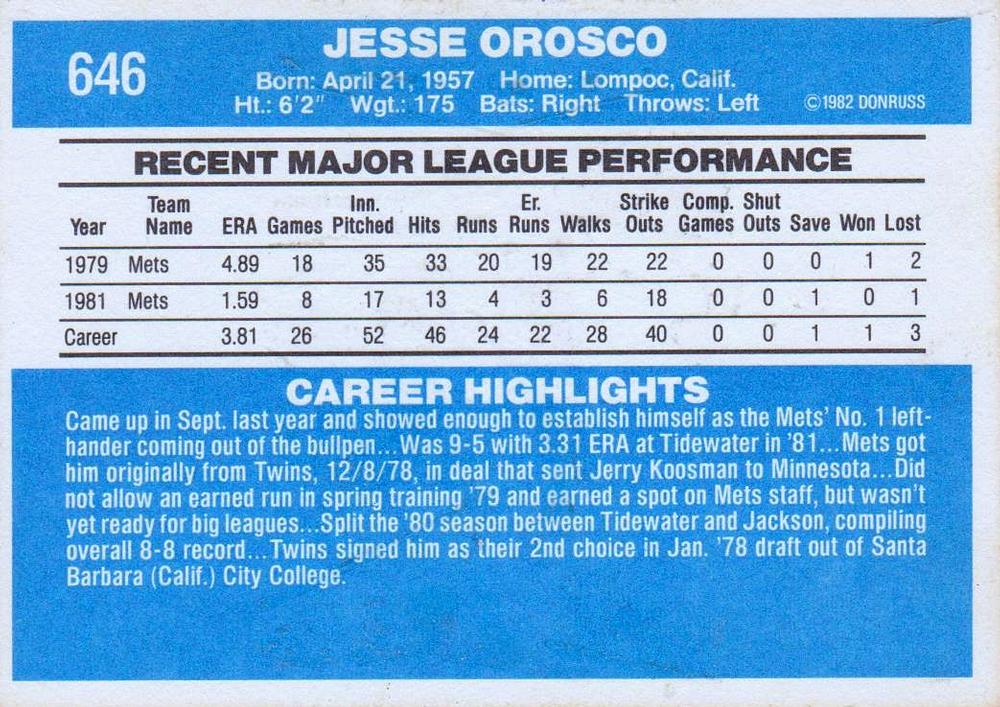 646
JESSE OROSCO
Born: April 21, 1957 Home: Lompoc, Calif.
Ht.: 6'2" Wgt.: 175 Bats: Right Throws: Left
©1982 DONRUSS
RECENT MAJOR LEAGUE PERFORMANCE
Year Team Name ERA Games Inn. Pitched Hits Runs Er. Runs Walks Strike Outs Comp. Games Shut Outs Save Won Lost
1979 Mets 4.89 18 35 33 20 19 22 22 0 0 0 1 2
1981 Mets 1.59 8 17 13 4 3 6 18 0 0 1 0 1
Career 3.81 26 52 46 24 22 28 40 0 0 1 1 3
CAREER HIGHLIGHTS
Came up in Sept. last year and showed enough to establish himself as the Mets' No. 1 left-
hander coming out of the bullpen...Was 9-5 with 3.31 ERA at Tidewater in '81...Mets got
him originally from Twins, 12/8/78, in deal that sent Jerry Koosman to Minnesota...Did
not allow an earned run in spring training '79 and earned a spot on Mets staff, but wasn't
yet ready for big leagues...Split the '80 season between Tidewater and Jackson, compiling
overall 8-8 record...Twins signed him as their 2nd choice in Jan. '78 draft out of Santa
Barbara (Calif.) City College.